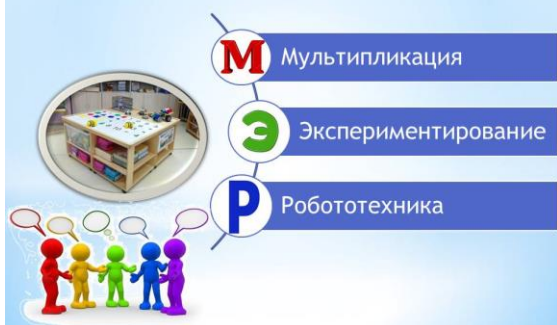 М Мультипликация
Э Экспериментирование
Р Робототехника